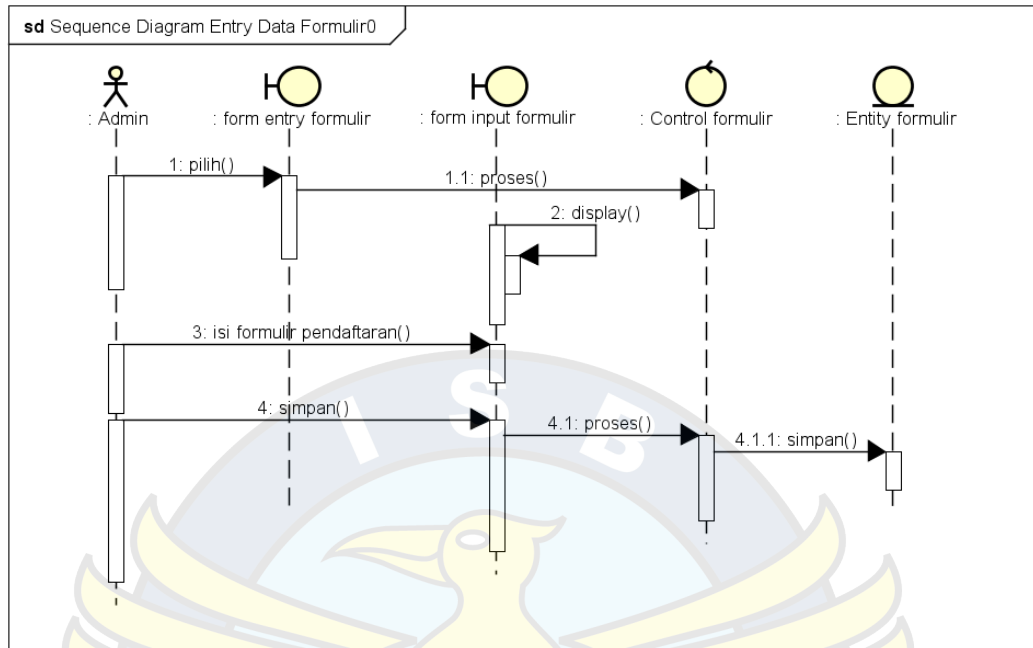 sd Sequence Diagram Entry Data Formulir0
: Admin
: form entry formulir
: form input formulir
: Control formulir
: Entity formulir
1: pilih()
1.1: proses()
2: display()
3: isi formulir pendaftaran()
4: simpan()
4.1: proses()
4.1.1: simpan()
I S B